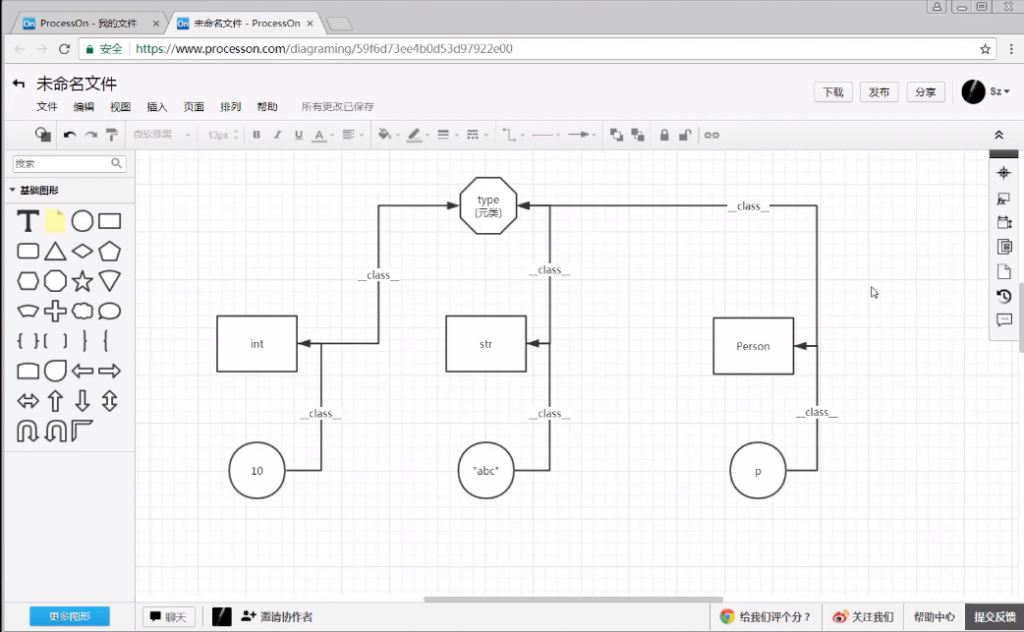 ProcessOn - 我的文件
未命名文件 - ProcessOn
安全 https://www.processon.com/diagraming/59f6d73ee4b0d53d97922e00
未命名文件
文件 编辑 视图 插入 页面 排列 帮助 所有更改已保存
下载 发布 分享 Sz
微软雅黑 13px B I U A
搜索
基础图形
type
(元类)
__class__
__class__
__class__
int
str
Person
__class__
__class__
__class__
10
"abc"
p
更多图形
聊天
邀请协作者
给我们评个分？
关注我们
帮助中心
提交反馈